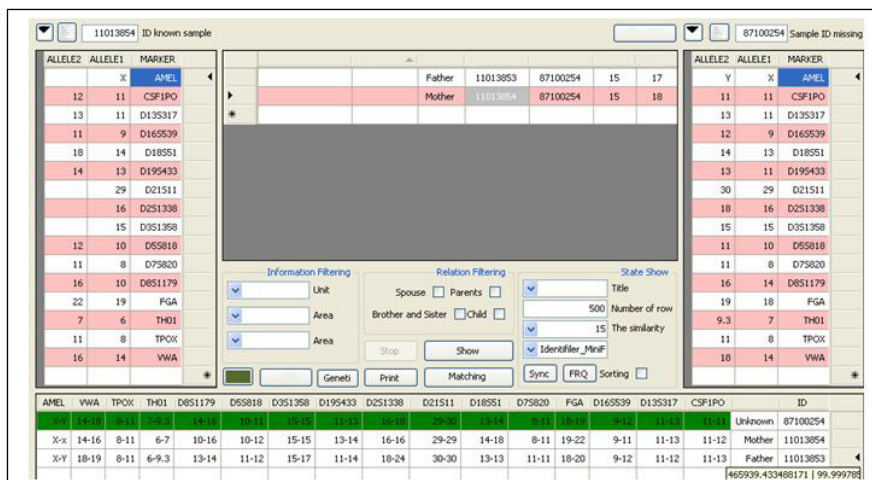 11013854 ID known sample
87100254 Sample ID missing
ALLELE2 ALLELE1 MARKER
X AMEL
12 11 CSF1PO
13 11 D13S317
11 9 D16S539
18 14 D18S51
14 13 D19S433
29 D21S11
16 D2S1338
15 D3S1358
12 10 D5S818
11 8 D7S820
16 10 D8S1179
22 19 FGA
7 6 TH01
11 8 TPOX
16 14 VWA
Father 11013853 87100254 15 17
Mother 11013854 87100254 15 18
ALLELE2 ALLELE1 MARKER
Y X AMEL
11 11 CSF1PO
13 11 D13S317
12 9 D16S539
14 13 D18S51
13 11 D19S433
30 29 D21S11
18 16 D2S1338
15 15 D3S1358
11 10 D5S818
11 8 D7S820
16 14 D8S1179
19 18 FGA
9.3 7 TH01
11 8 TPOX
18 14 VWA
Information Filtering
Unit
Area
Area
Geneti
Relation Filtering
Spouse Parents
Brother and Sister Child
Stop Show
Print Matching
State Show
Title
500 Number of row
15 The similarity
Identifiler_MiniF
Sync FRQ Sorting
AMEL VWA TPOX TH01 D8S1179 D5S818 D3S1358 D19S433 D2S1338 D21S11 D18S51 D7S820 FGA D16S539 D13S317 CSF1PO ID
X-Y 14-18 8-11 7-9.3 14-16 10-11 15-15 11-13 16-18 29-30 13-14 8-11 18-19 9-12 11-13 11-11 Unknown 87100254
X-x 14-16 8-11 6-7 10-16 10-12 15-15 13-14 16-16 29-29 14-18 8-11 19-22 9-11 11-13 11-12 Mother 11013854
X-Y 18-19 8-11 6-9.3 13-14 11-12 15-17 11-14 18-24 30-30 13-13 11-11 18-20 9-12 11-12 11-13 Father 11013853
465939.433488171 | 99.999785